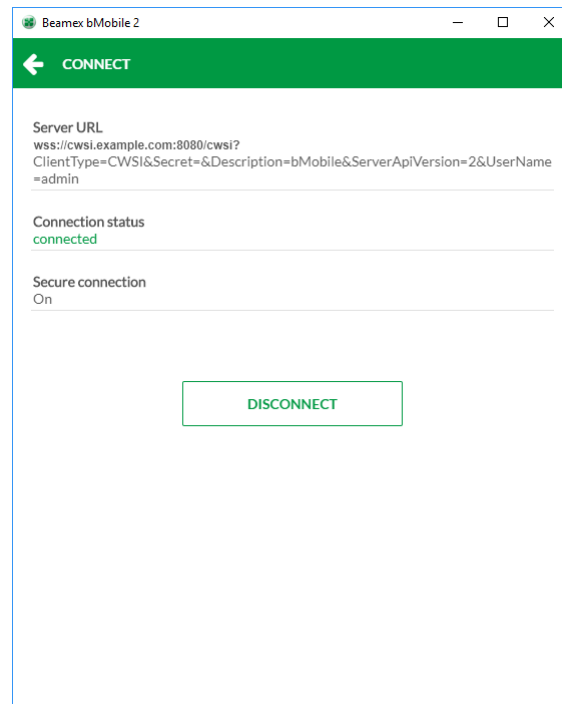 Beamex bMobile 2
CONNECT
Server URL
wss://cwsi.example.com:8080/cwsi?
ClientType=CWSI&Secret=&Description=bMobile&ServerApiVersion=2&UserName
=admin
Connection status
connected
Secure connection
On
DISCONNECT